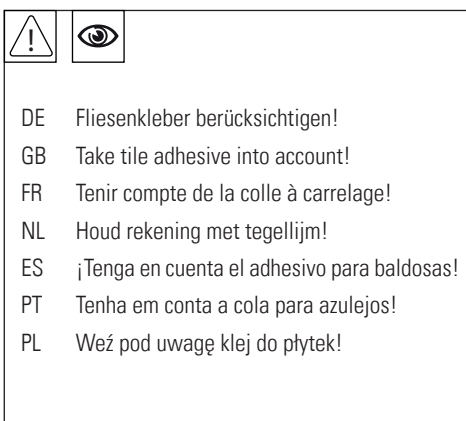 DE Fliesenkleber berücksichtigen!
GB Take tile adhesive into account!
FR Tenir compte de la colle à carrelage!
NL Houd rekening met tegellijm!
ES ¡Tenga en cuenta el adhesivo para baldosas!
PT Tenha em conta a cola para azulejos!
PL Weź pod uwagę klej do płytek!